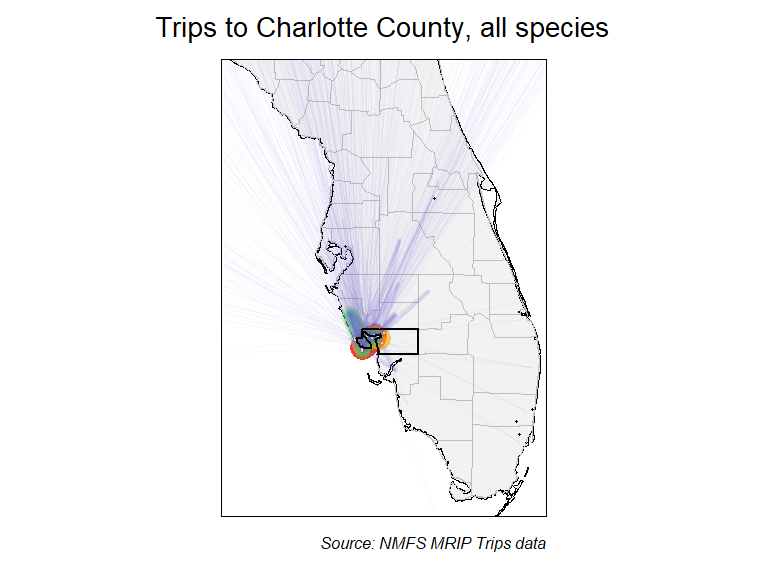 Trips to Charlotte County, all species
Source: NMFS MRIP Trips data